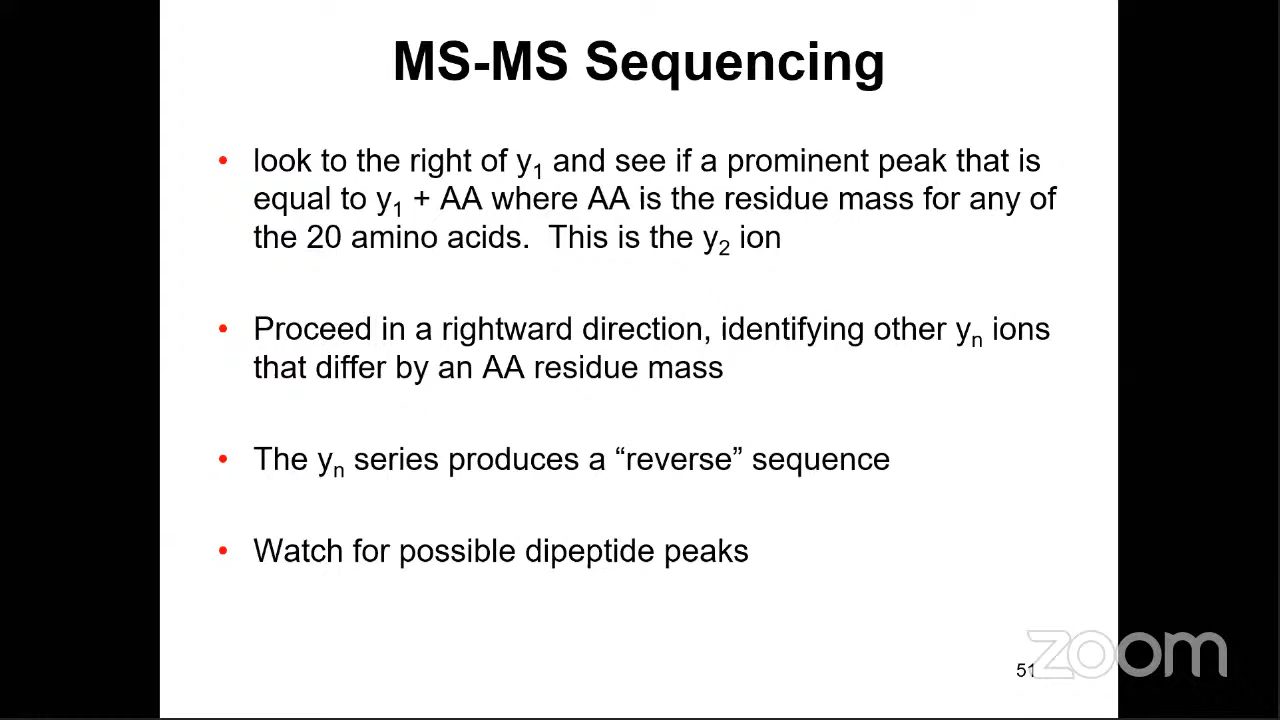 MS-MS Sequencing
• look to the right of y₁ and see if a prominent peak that is
equal to y₁ + AA where AA is the residue mass for any of
the 20 amino acids.  This is the y₂ ion
• Proceed in a rightward direction, identifying other yₙ ions
that differ by an AA residue mass
• The yₙ series produces a “reverse” sequence
• Watch for possible dipeptide peaks
51
zoom